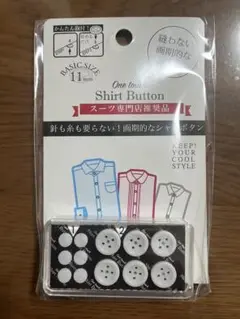 かんたん取付!
BASIC SIZE
11mm
縫わない
画期的な
One touch
Shirt Button
スーツ専門店推奨品
針も糸も要らない!画期的なシャツボタン
KEEP!
YOUR
COOL
STYLE